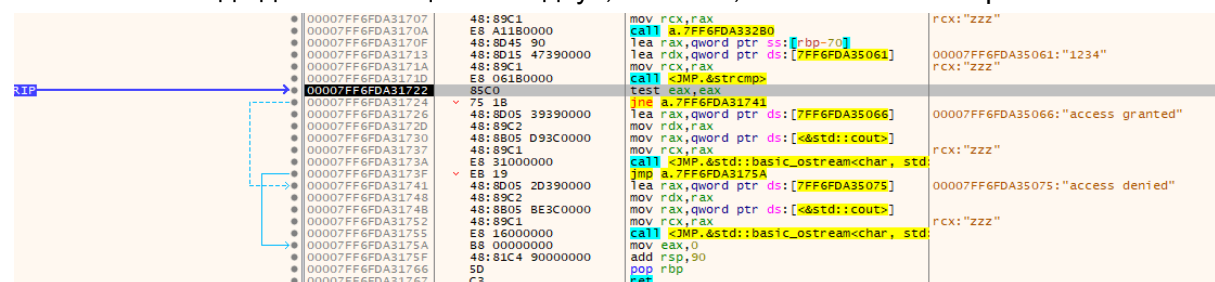 00007FF6FDA31707 48:89C1 mov rcx,rax rcx:"zzz"
00007FF6FDA3170A E8 A11B0000 call a.7FF6FDA332B0
00007FF6FDA3170F 48:8D45 90 lea rax,qword ptr ss:[rbp-70]
00007FF6FDA31713 48:8D15 47390000 lea rdx,qword ptr ds:[7FF6FDA35061] 00007FF6FDA35061:"1234"
00007FF6FDA3171A 48:89C1 mov rcx,rax rcx:"zzz"
00007FF6FDA3171D E8 061B0000 call <JMP.&strcmp>
RIP 00007FF6FDA31722 85C0 test eax,eax
00007FF6FDA31724 75 1B jne a.7FF6FDA31741
00007FF6FDA31726 48:8D05 39390000 lea rax,qword ptr ds:[7FF6FDA35066] 00007FF6FDA35066:"access granted"
00007FF6FDA3172D 48:89C2 mov rdx,rax
00007FF6FDA31730 48:8B05 D93C0000 mov rax,qword ptr ds:[<&std::cout>]
00007FF6FDA31737 48:89C1 mov rcx,rax rcx:"zzz"
00007FF6FDA3173A E8 31000000 call <JMP.&std::basic_ostream<char, std:
00007FF6FDA3173F EB 19 jmp a.7FF6FDA3175A
00007FF6FDA31741 48:8D05 2D390000 lea rax,qword ptr ds:[7FF6FDA35075] 00007FF6FDA35075:"access denied"
00007FF6FDA31748 48:89C2 mov rdx,rax
00007FF6FDA3174B 48:8B05 BE3C0000 mov rax,qword ptr ds:[<&std::cout>]
00007FF6FDA31752 48:89C1 mov rcx,rax rcx:"zzz"
00007FF6FDA31755 E8 16000000 call <JMP.&std::basic_ostream<char, std:
00007FF6FDA3175A B8 00000000 mov eax,0
00007FF6FDA3175F 48:81C4 90000000 add rsp,90
00007FF6FDA31766 5D pop rbp
00007FF6FDA31767 C3 ret